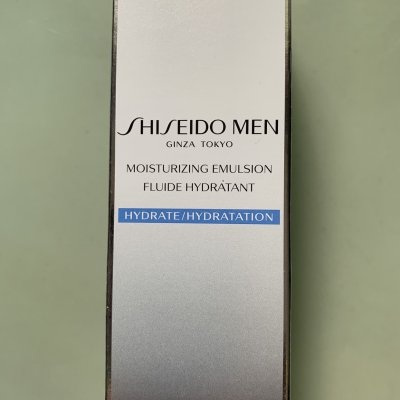 SHISEIDO MEN
GINZA TOKYO
MOISTURIZING EMULSION
FLUIDE HYDRATANT
HYDRATE/HYDRATATION